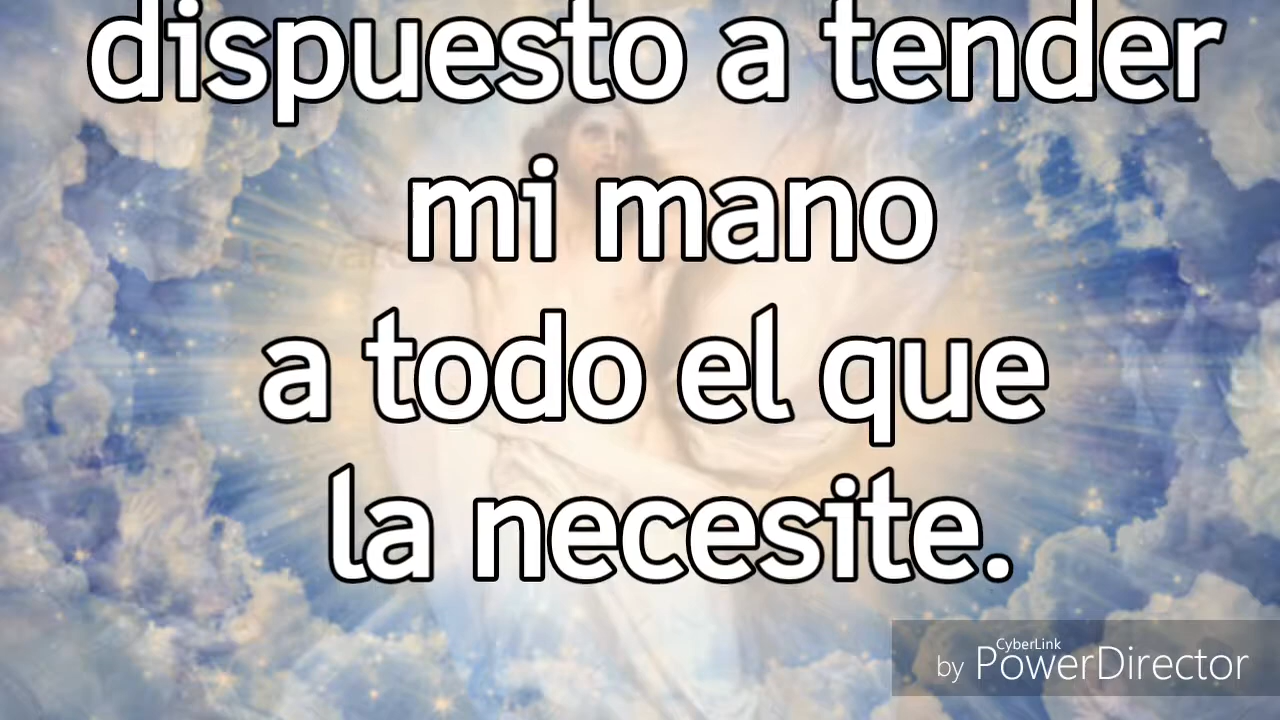 dispuesto a tender
mi mano
a todo el que
la necesite.
CyberLink
by PowerDirector